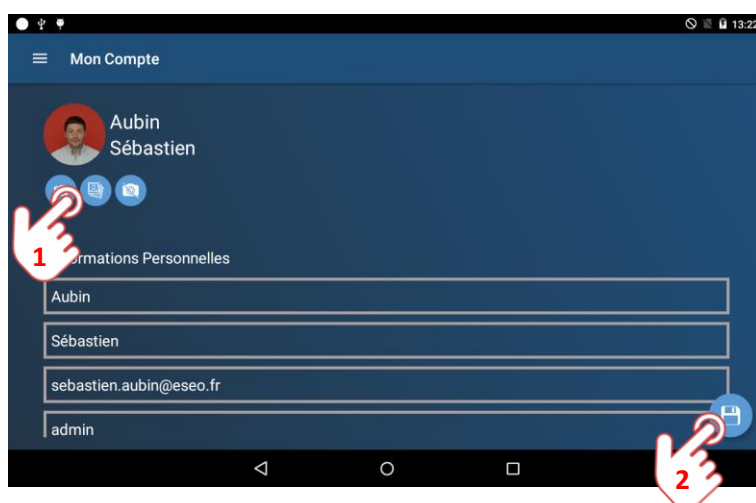 13:22
Mon Compte
Aubin
Sébastien
1
ormations Personnelles
Aubin
Sébastien
sebastien.aubin@eseo.fr
admin
2